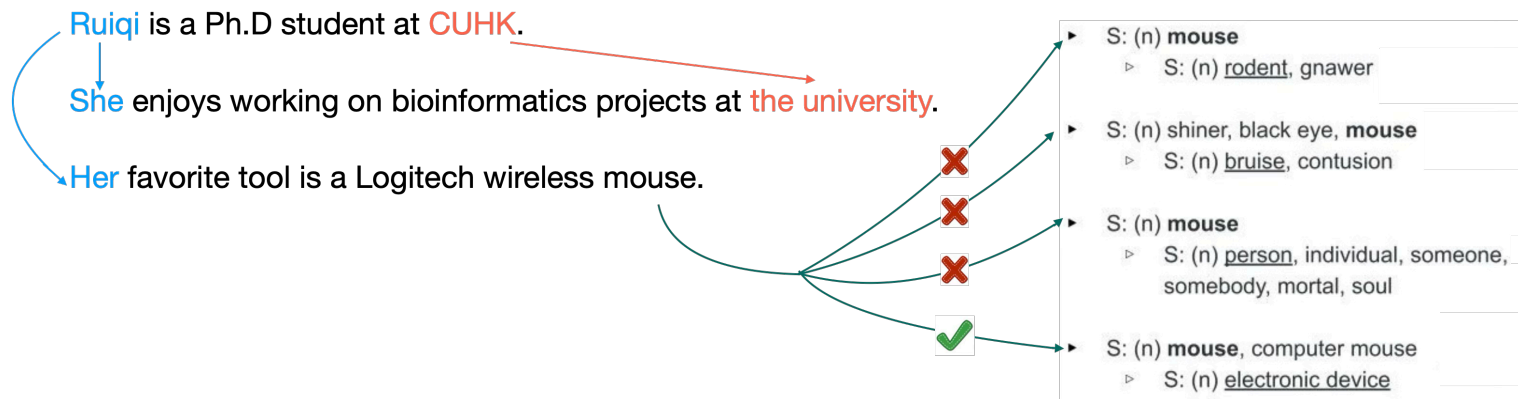 Ruiqi is a Ph.D student at CUHK.
She enjoys working on bioinformatics projects at the university.
Her favorite tool is a Logitech wireless mouse.
S: (n) mouse
S: (n) rodent, gnawer
S: (n) shiner, black eye, mouse
S: (n) bruise, contusion
S: (n) mouse
S: (n) person, individual, someone,
somebody, mortal, soul
S: (n) mouse, computer mouse
S: (n) electronic device